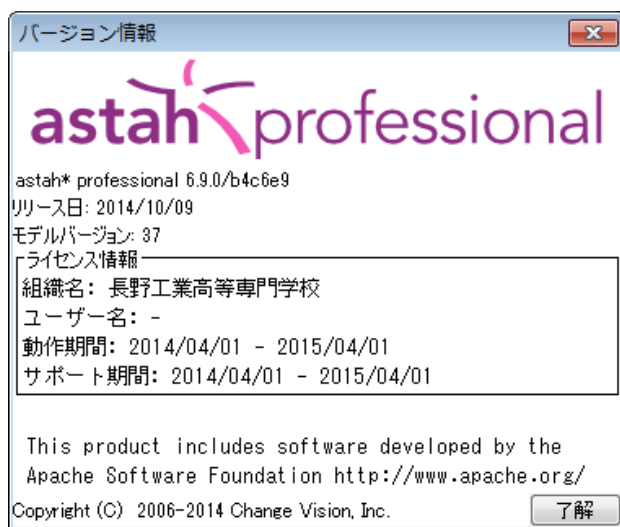 バージョン情報
astah* professional
astah* professional 6.9.0/b4c6e9
リリース日: 2014/10/09
モデルバージョン: 37
ライセンス情報
組織名: 長野工業高等専門学校
ユーザー名: -
動作期間: 2014/04/01 - 2015/04/01
サポート期間: 2014/04/01 - 2015/04/01
This product includes software developed by the
Apache Software Foundation http://www.apache.org/
Copyright (C) 2006-2014 Change Vision, Inc.
了解